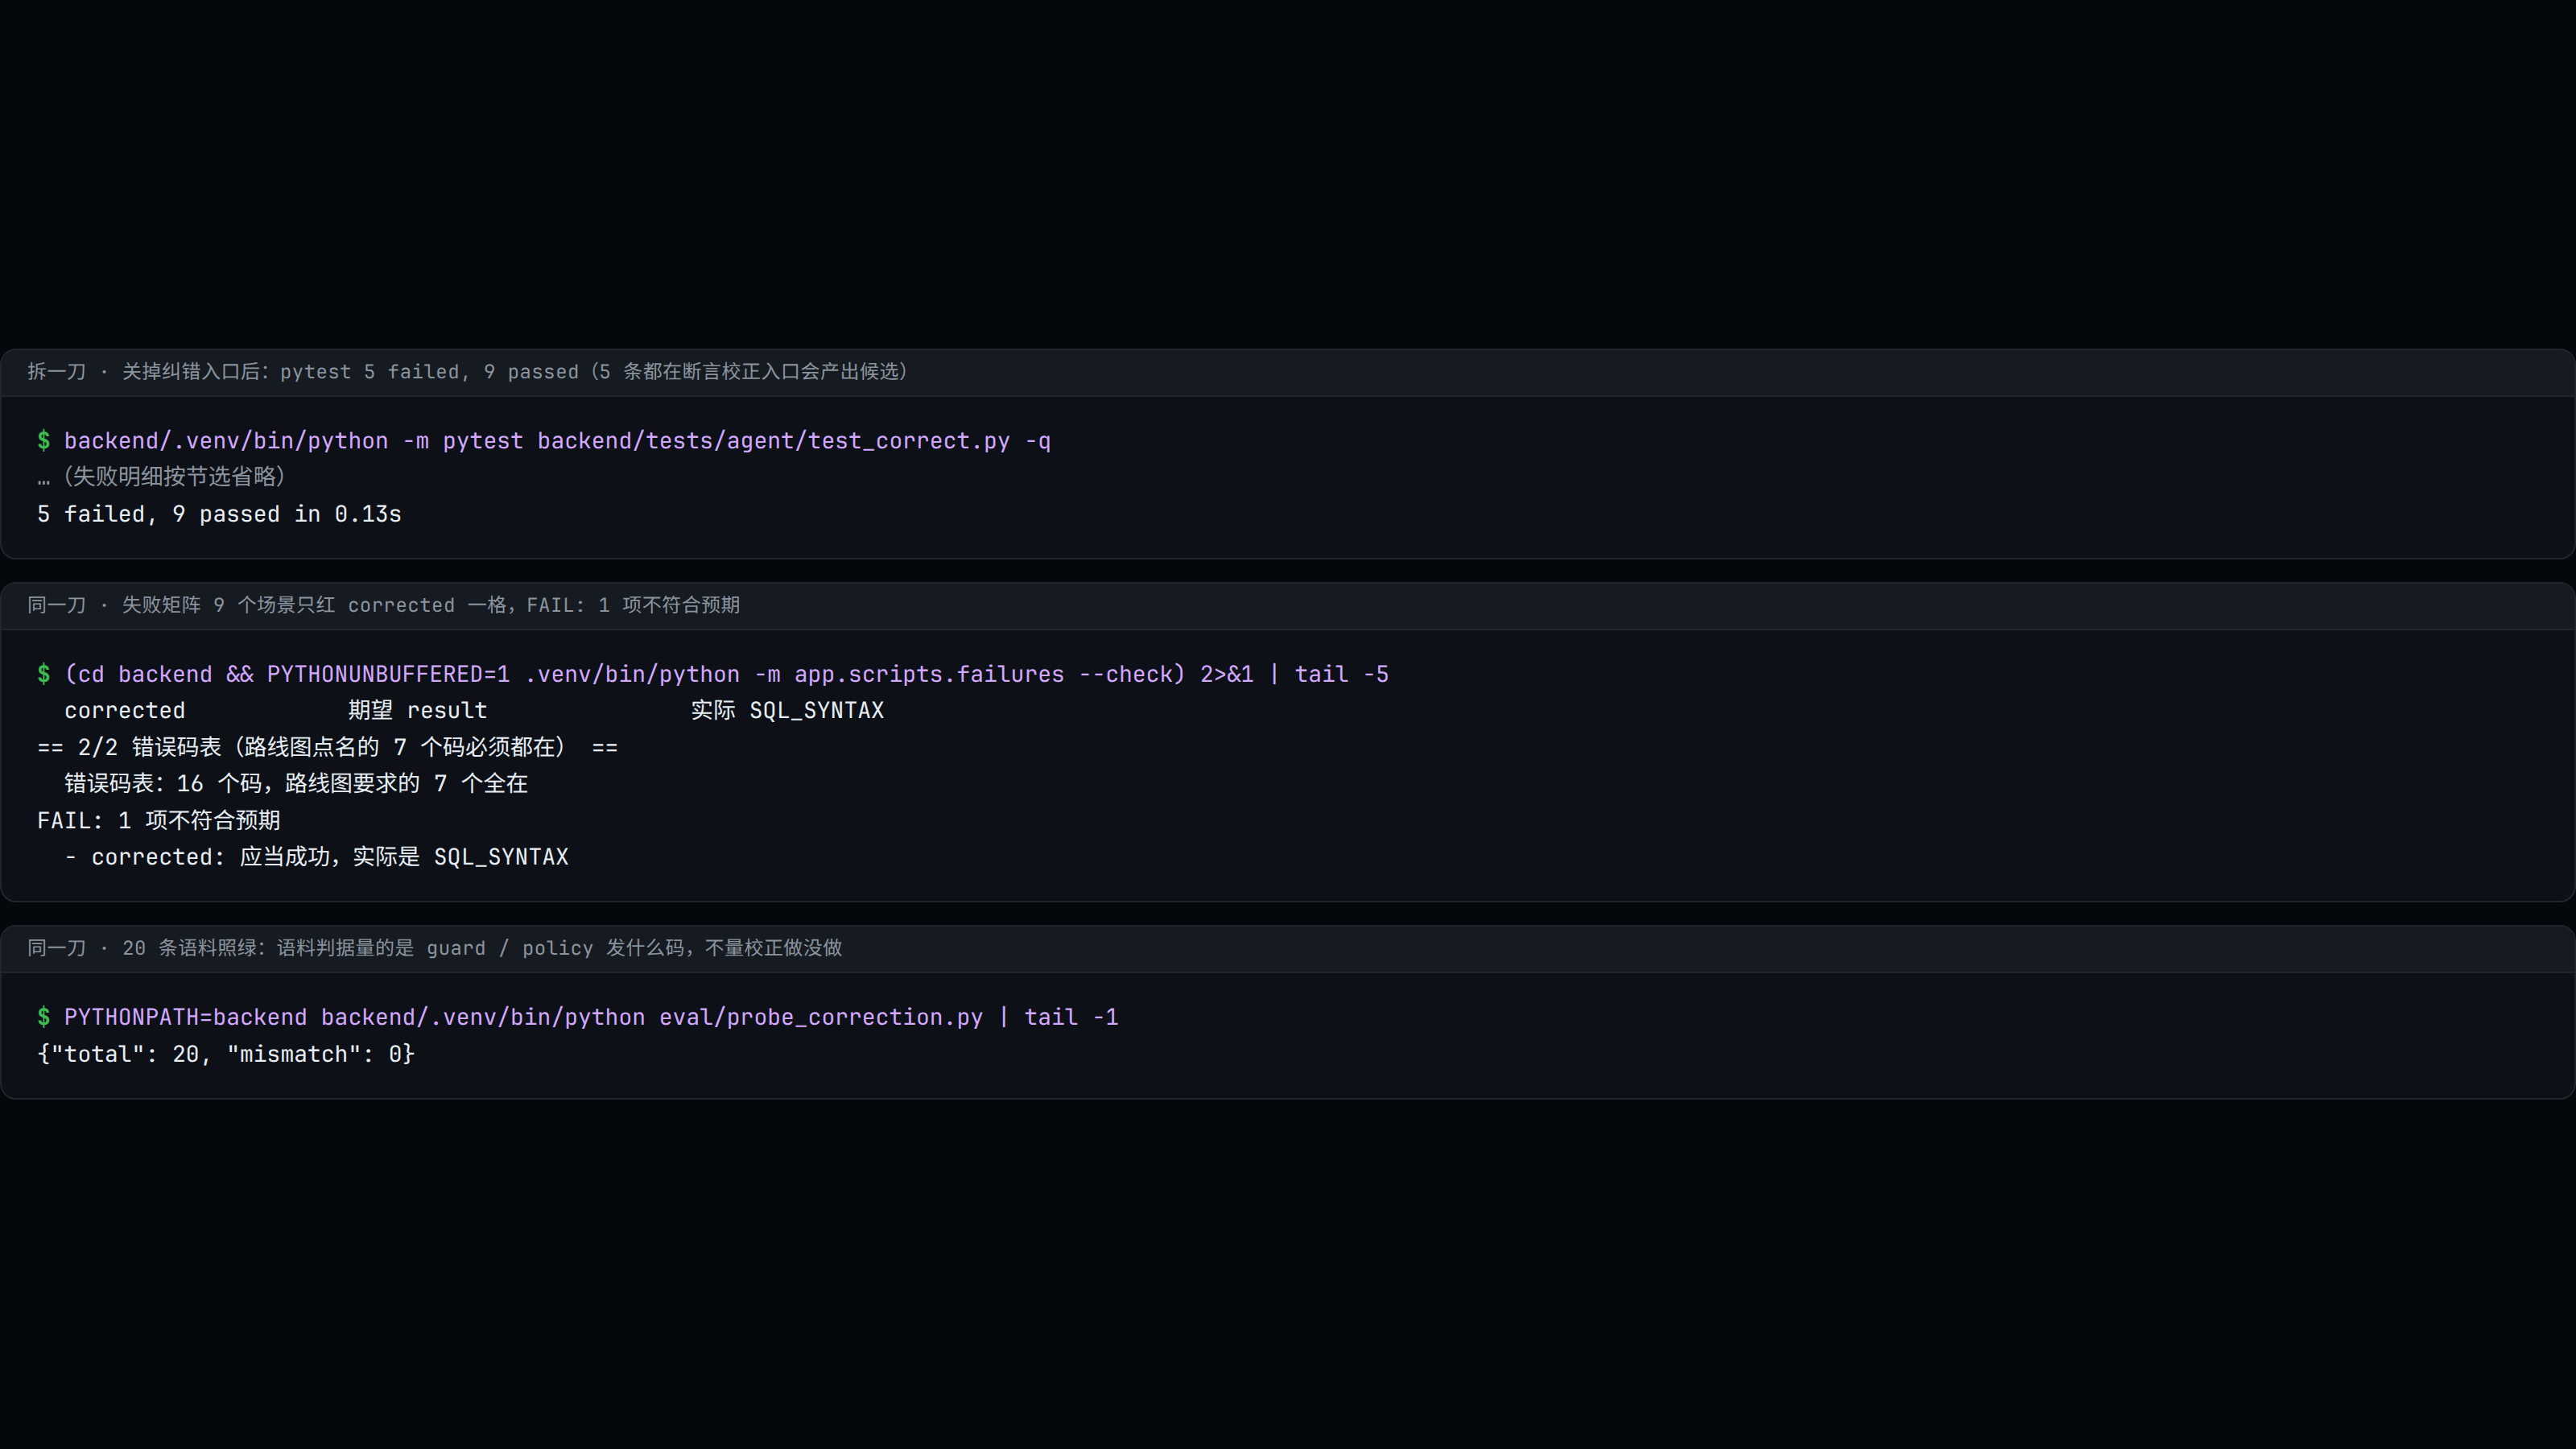 拆一刀 · 关掉纠错入口后：pytest 5 failed, 9 passed（5 条都在断言校正入口会产出候选）
$ backend/.venv/bin/python -m pytest backend/tests/agent/test_correct.py -q
…（失败明细按节选省略）
5 failed, 9 passed in 0.13s
同一刀 · 失败矩阵 9 个场景只红 corrected 一格，FAIL: 1 项不符合预期
$ (cd backend && PYTHONUNBUFFERED=1 .venv/bin/python -m app.scripts.failures --check) 2>&1 | tail -5
corrected 期望 result 实际 SQL_SYNTAX
== 2/2 错误码表（路线图点名的 7 个码必须都在） ==
错误码表：16 个码，路线图要求的 7 个全在
FAIL: 1 项不符合预期
- corrected: 应当成功，实际是 SQL_SYNTAX
同一刀 · 20 条语料照绿：语料判据量的是 guard / policy 发什么码，不量校正做没做
$ PYTHONPATH=backend backend/.venv/bin/python eval/probe_correction.py | tail -1
{"total": 20, "mismatch": 0}